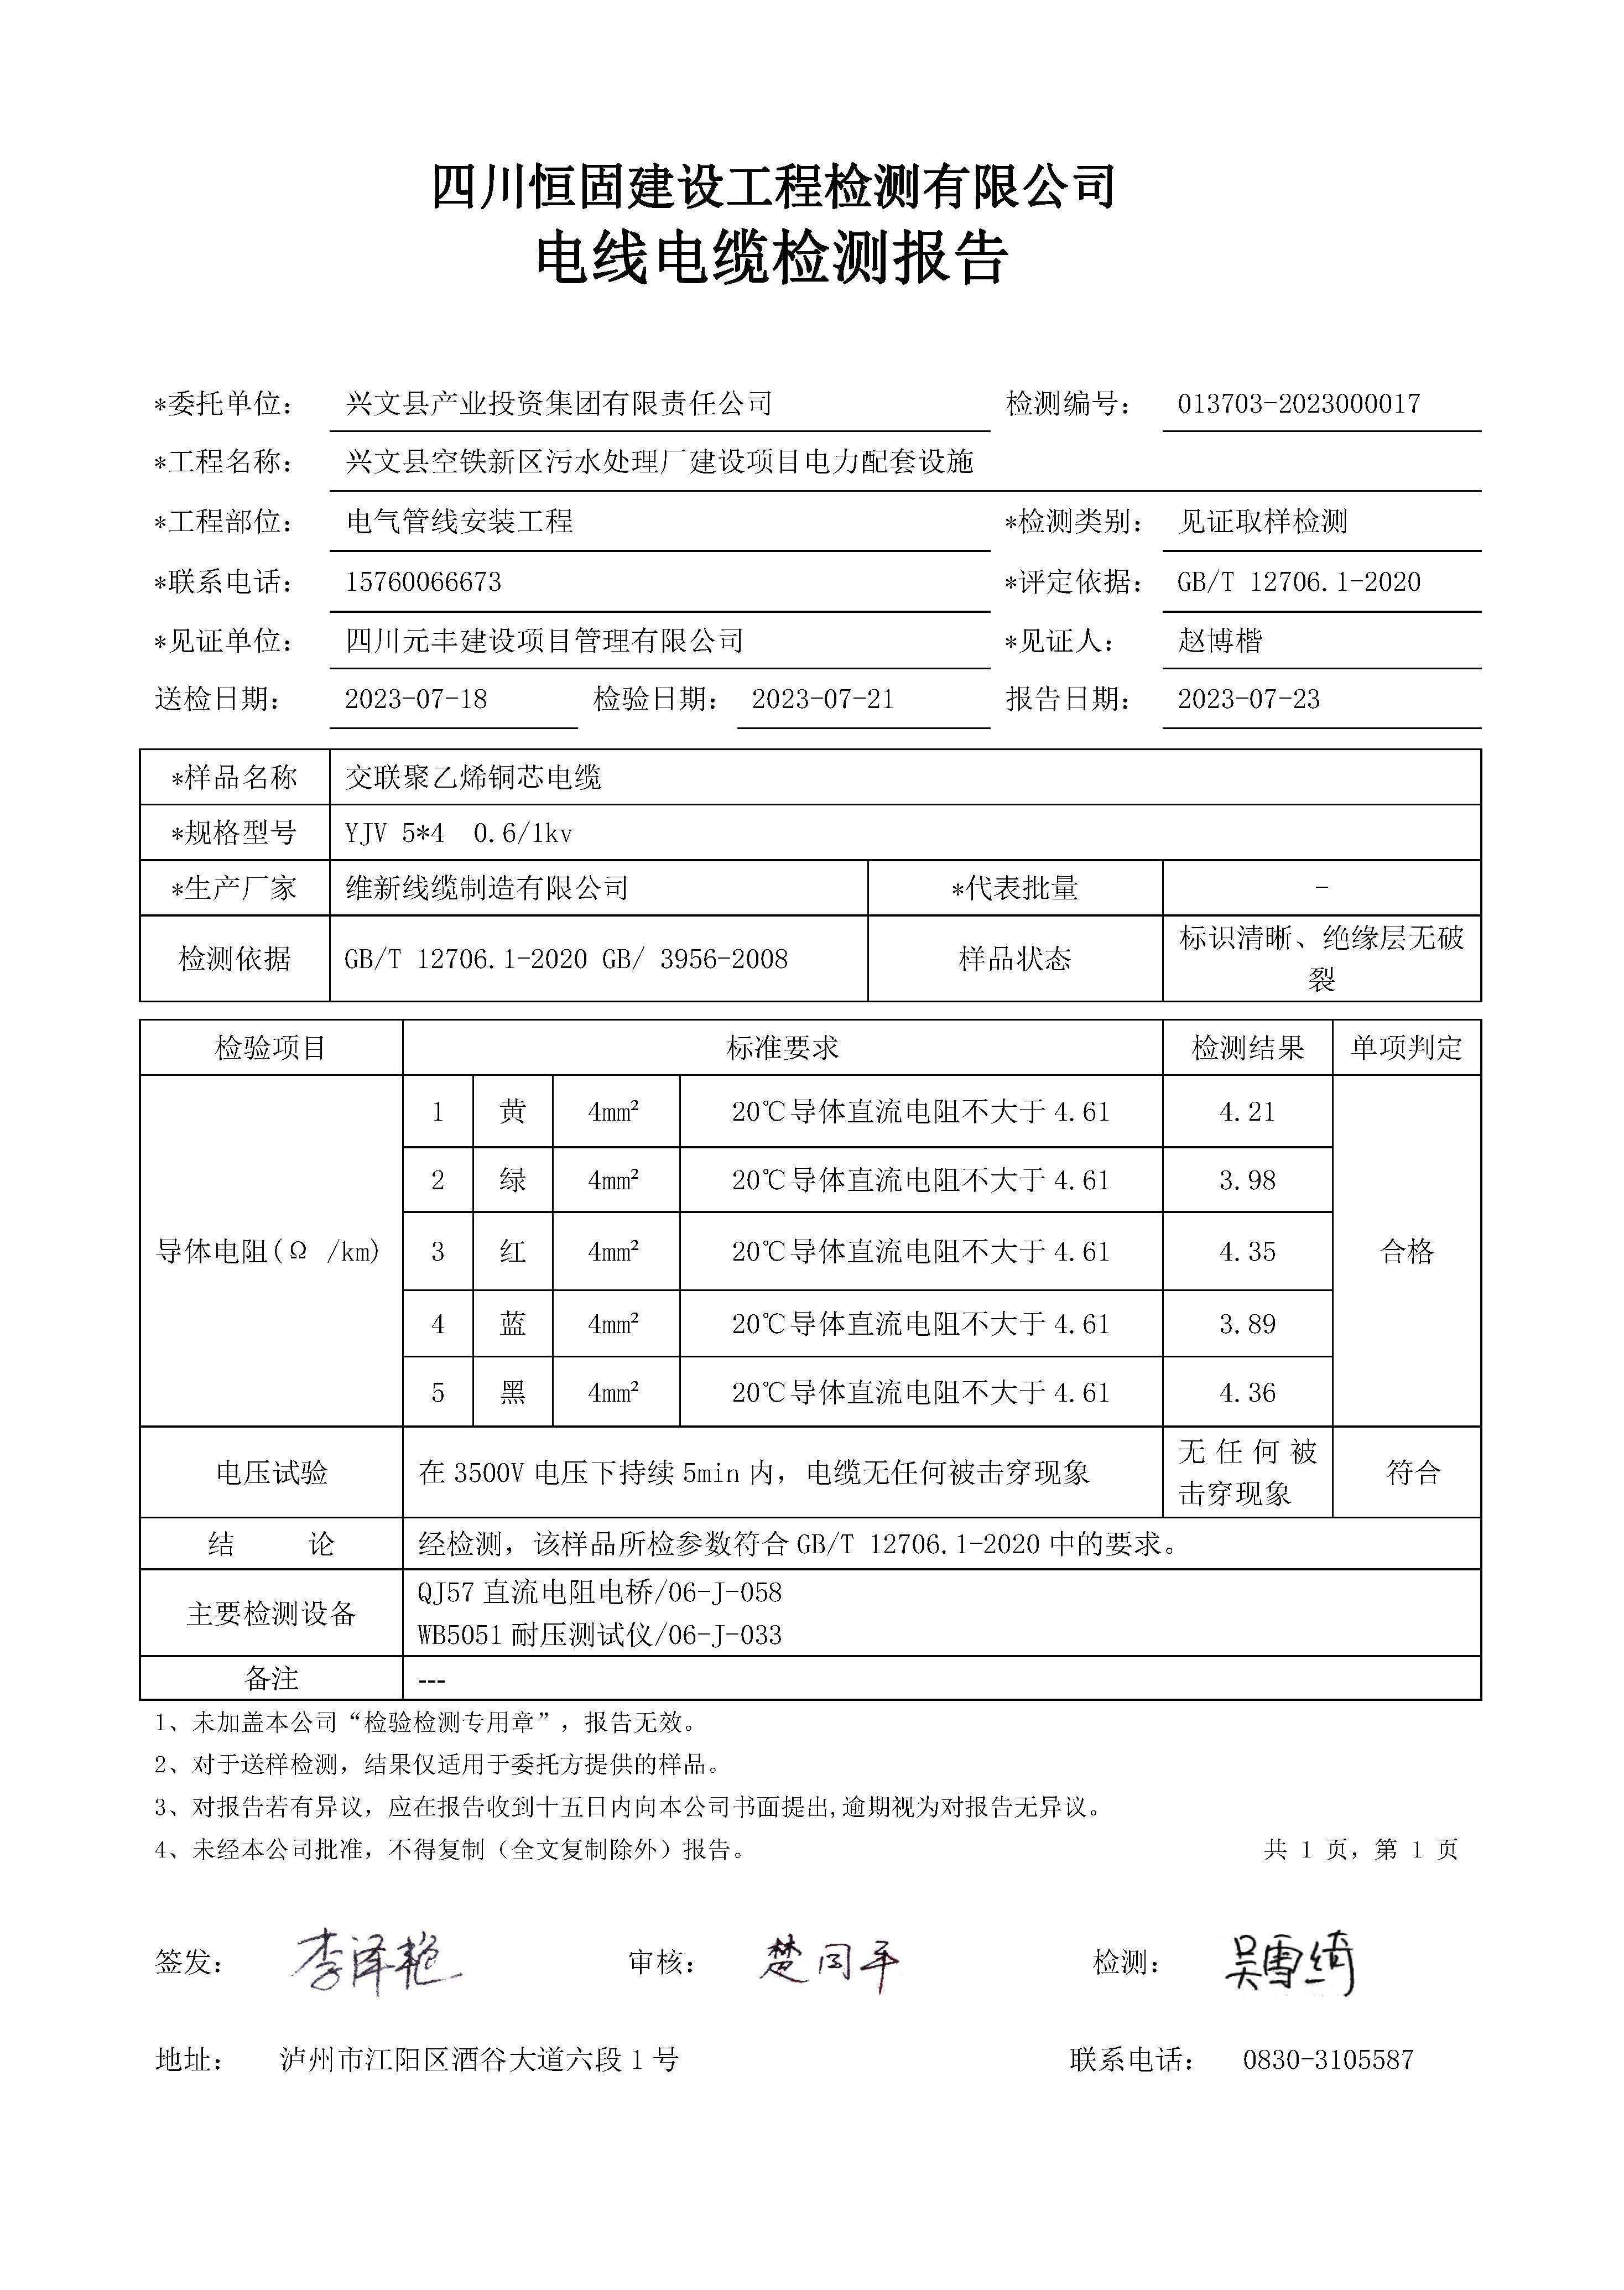 四川恒固建设工程检测有限公司
电线电缆检测报告
*委托单位： 兴文县产业投资集团有限责任公司 检测编号： 013703-2023000017
*工程名称： 兴文县空铁新区污水处理厂建设项目电力配套设施
*工程部位： 电气管线安装工程 *检测类别： 见证取样检测
*联系电话： 15760066673 *评定依据： GB/T 12706.1-2020
*见证单位： 四川元丰建设项目管理有限公司 *见证人： 赵博楷
送检日期： 2023-07-18 检验日期： 2023-07-21 报告日期： 2023-07-23
*样品名称 交联聚乙烯铜芯电缆
*规格型号 YJV 5*4 0.6/1kv
*生产厂家 维新线缆制造有限公司 *代表批量 -
检测依据 GB/T 12706.1-2020 GB/ 3956-2008 样品状态 标识清晰、绝缘层无破
裂
检验项目 标准要求 检测结果 单项判定
1 黄 4mm² 20℃导体直流电阻不大于 4.61 4.21
2 绿 4mm² 20℃导体直流电阻不大于 4.61 3.98
导体电阻(Ω /km) 3 红 4mm² 20℃导体直流电阻不大于 4.61 4.35 合格
4 蓝 4mm² 20℃导体直流电阻不大于 4.61 3.89
5 黑 4mm² 20℃导体直流电阻不大于 4.61 4.36
电压试验 在 3500V 电压下持续 5min 内，电缆无任何被击穿现象 无任何被
击穿现象 符合
结 论 经检测，该样品所检参数符合 GB/T 12706.1-2020 中的要求。
主要检测设备 QJ57 直流电阻电桥/06-J-058
WB5051 耐压测试仪/06-J-033
备注 ---
1、未加盖本公司“检验检测专用章”，报告无效。
2、对于送样检测，结果仅适用于委托方提供的样品。
3、对报告若有异议，应在报告收到十五日内向本公司书面提出,逾期视为对报告无异议。
4、未经本公司批准，不得复制（全文复制除外）报告。 共 1 页，第 1 页
签发： 李泽艳 审核： 楚同平 检测： 吴雪绮
地址： 泸州市江阳区酒谷大道六段 1 号 联系电话： 0830-3105587